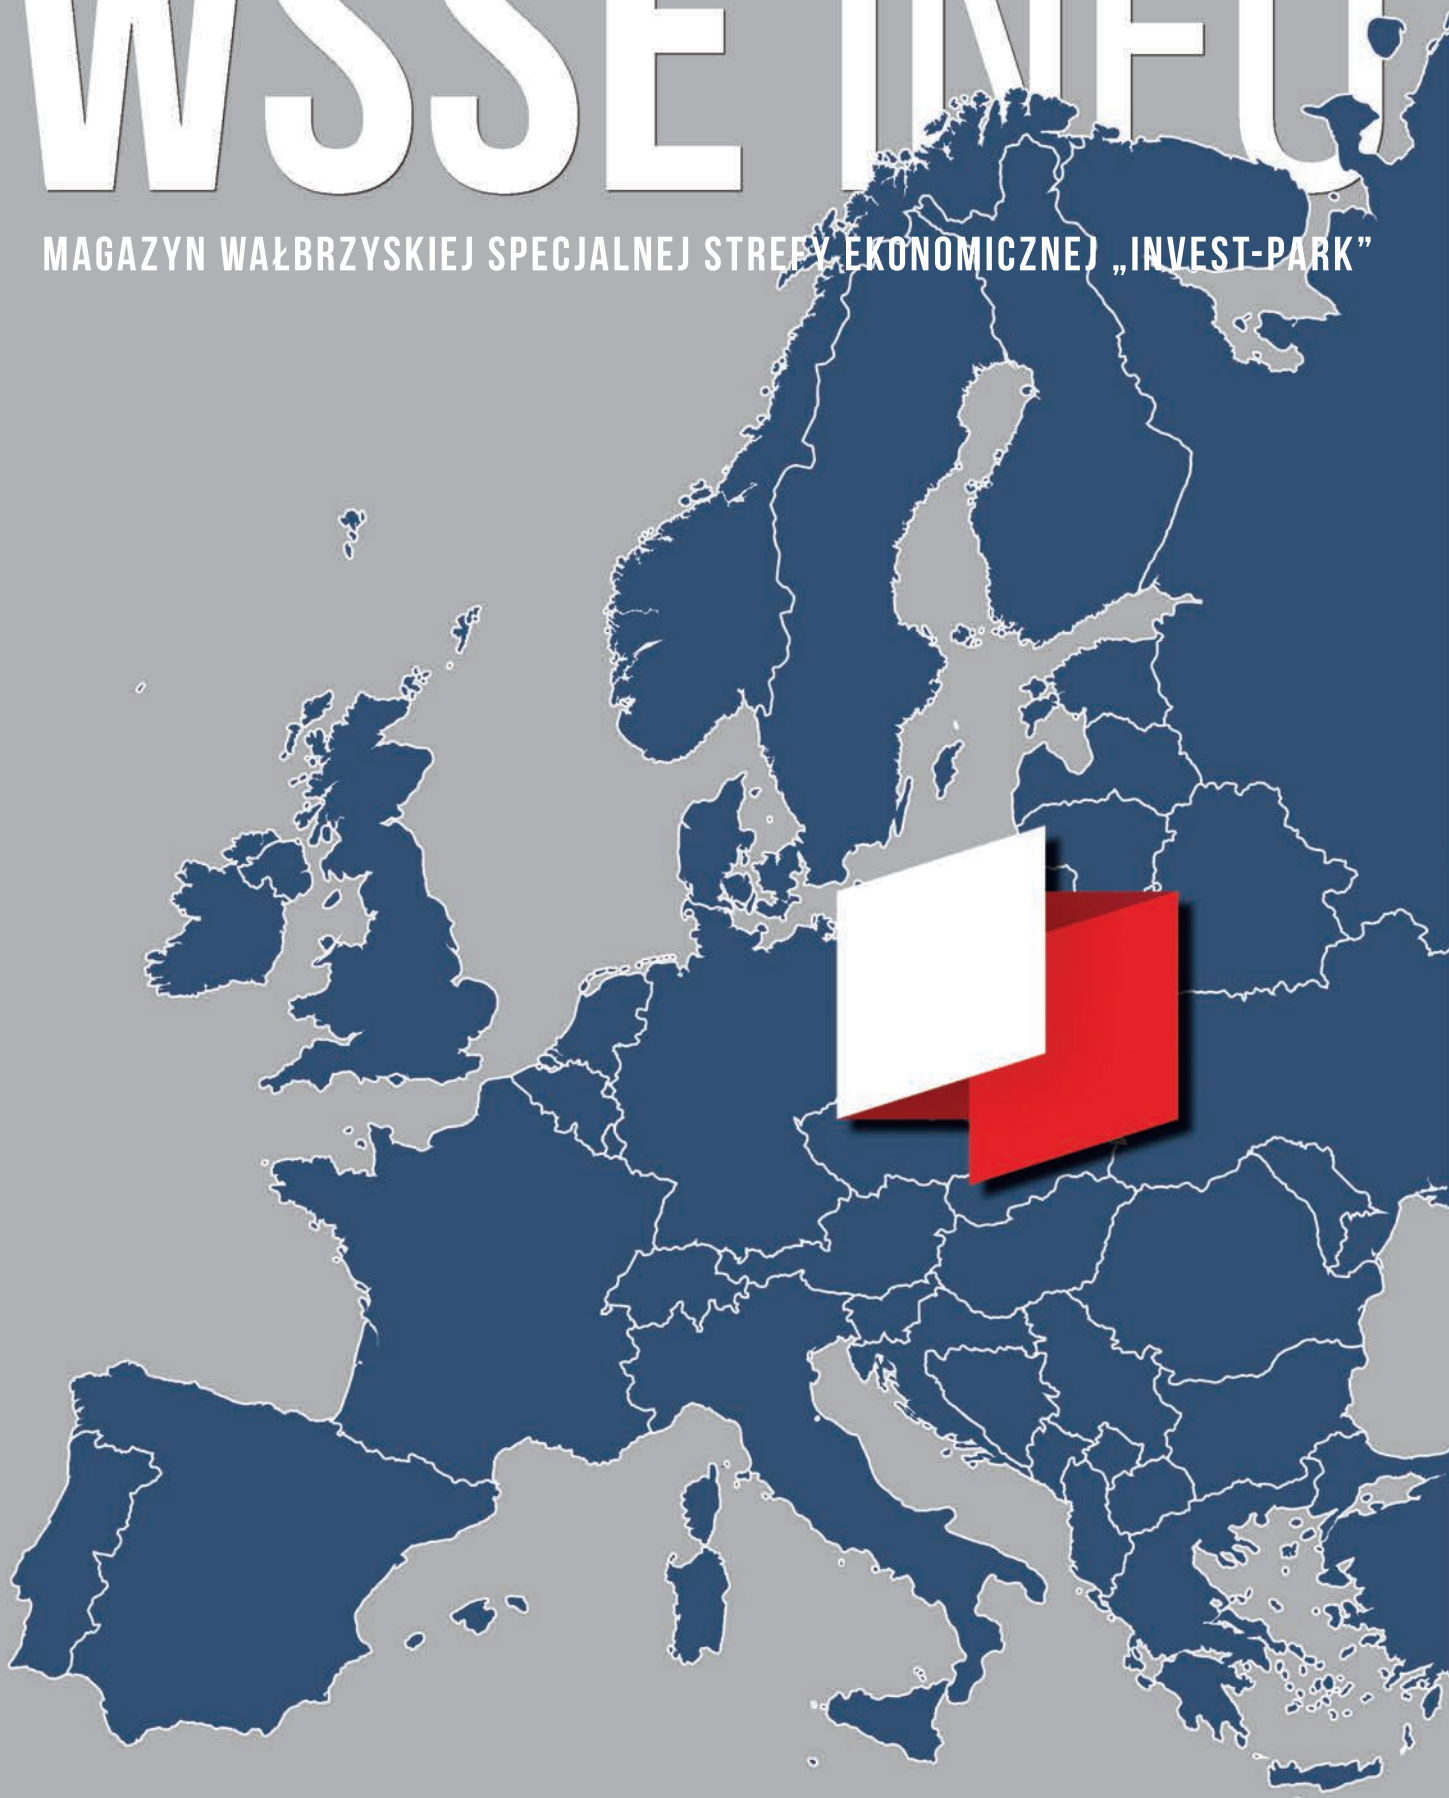 WSSE INFO
MAGAZYN WAŁBRZYSKIEJ SPECJALNEJ STREFY EKONOMICZNEJ „INVEST-PARK”